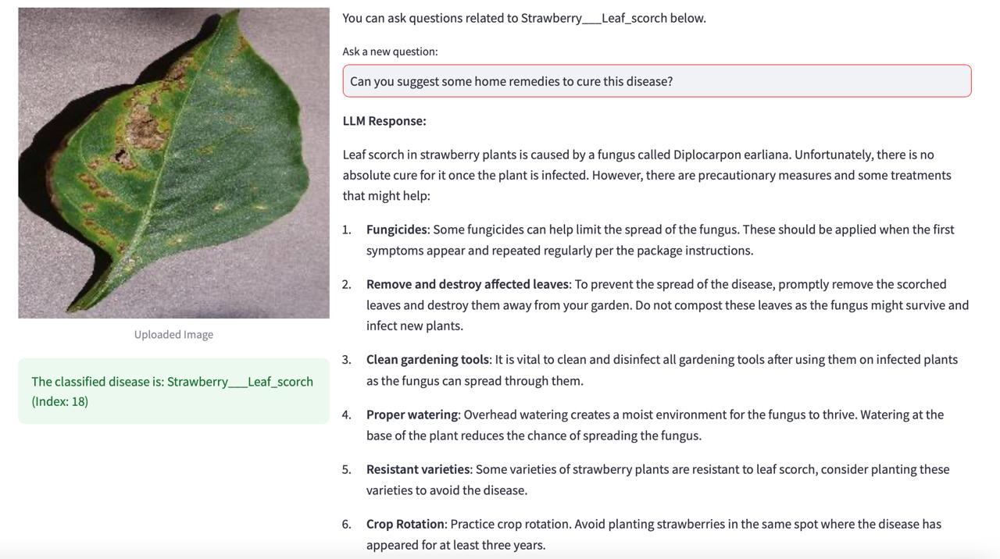 You can ask questions related to Strawberry___Leaf_scorch below.
Ask a new question:
Can you suggest some home remedies to cure this disease?
LLM Response:
Leaf scorch in strawberry plants is caused by a fungus called Diplocarpon earliana. Unfortunately, there is no
absolute cure for it once the plant is infected. However, there are precautionary measures and some treatments
that might help:
1. Fungicides: Some fungicides can help limit the spread of the fungus. These should be applied when the first
symptoms appear and repeated regularly per the package instructions.
2. Remove and destroy affected leaves: To prevent the spread of the disease, promptly remove the scorched
leaves and destroy them away from your garden. Do not compost these leaves as the fungus might survive and
infect new plants.
3. Clean gardening tools: It is vital to clean and disinfect all gardening tools after using them on infected plants
as the fungus can spread through them.
4. Proper watering: Overhead watering creates a moist environment for the fungus to thrive. Watering at the
base of the plant reduces the chance of spreading the fungus.
5. Resistant varieties: Some varieties of strawberry plants are resistant to leaf scorch, consider planting these
varieties to avoid the disease.
6. Crop Rotation: Practice crop rotation. Avoid planting strawberries in the same spot where the disease has
appeared for at least three years.
Uploaded Image
The classified disease is: Strawberry___Leaf_scorch
(Index: 18)